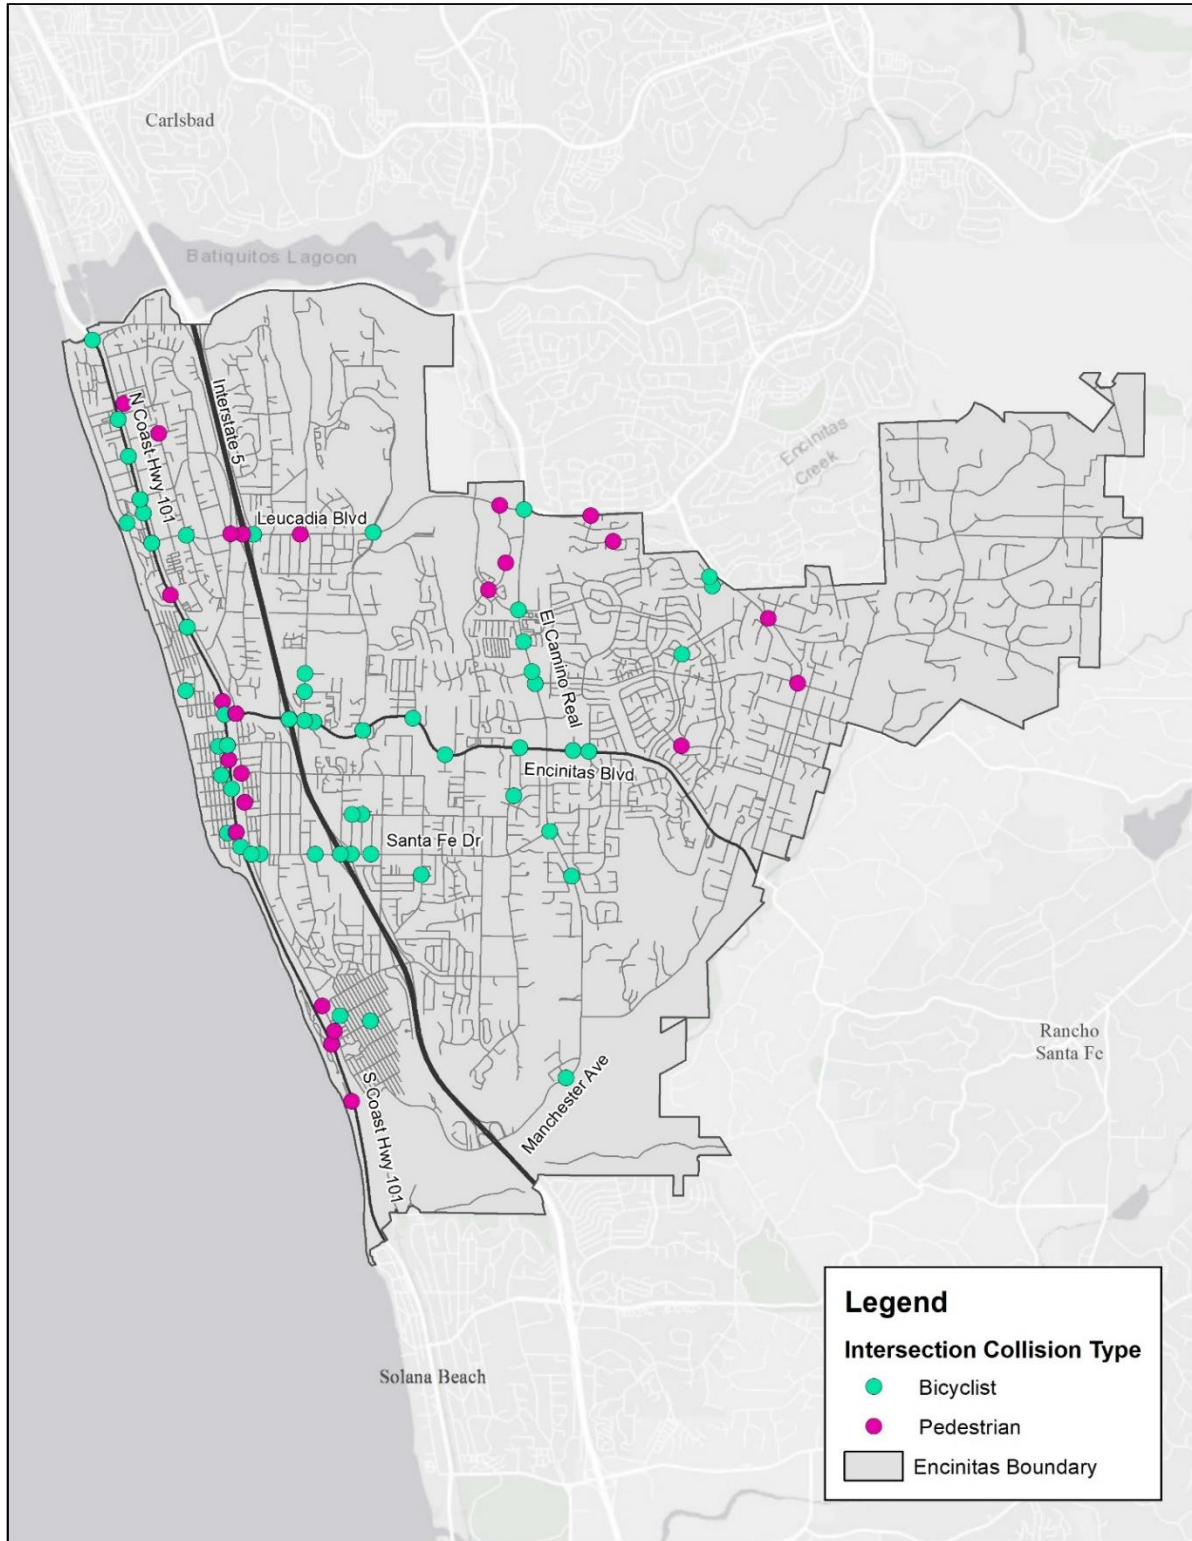 Carlsbad
Batiquitos Lagoon
Interstate 5
N Coast Hwy 101
Encinitas
Creek
Leucadia Blvd
El Camino Real
Encinitas Blvd
Santa Fe Dr
Rancho
Santa Fe
Manchester Ave
S Coast Hwy 101
Solana Beach
Legend
Intersection Collision Type
Bicyclist
Pedestrian
Encinitas Boundary